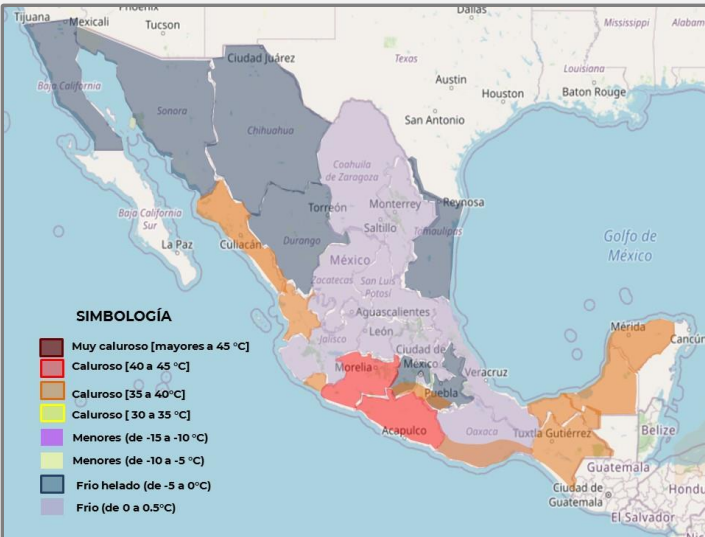 Phoenix
Dallas
Tijuana
Mexicali
Tucson
Mississippi
Alabam
Ciudad Juárez
Texas
Louisiana
Baja California
Austin
Baton Rouge
Houston
Sonora
San Antonio
Chihuahua
Coahuila
de Zaragoza
Baja California
Sur
Torreón
Monterrey
Reynosa
Saltillo
La Paz
Culiacán
Durango
Tamaulipas
Golfo de
México
México
Zacatecas
San Luis
Potosí
Aguascalientes
León
Mérida
Cancún
Jalisco
Ciudad de
México
Morelia
Veracruz
Puebla
Acapulco
Oaxaca
Tuxtla Gutiérrez
Belize
Guatemala
Ciudad de
Guatemala
Hondu
El Salvador
Nic
SIMBOLOGÍA
Muy caluroso [mayores a 45 °C]
Caluroso [40 a 45 °C]
Caluroso [35 a 40°C]
Caluroso [ 30 a 35 °C]
Menores (de -15 a -10 °C)
Menores (de -10 a -5 °C)
Frio helado (de -5 a 0°C)
Frio (de 0 a 0.5°C)